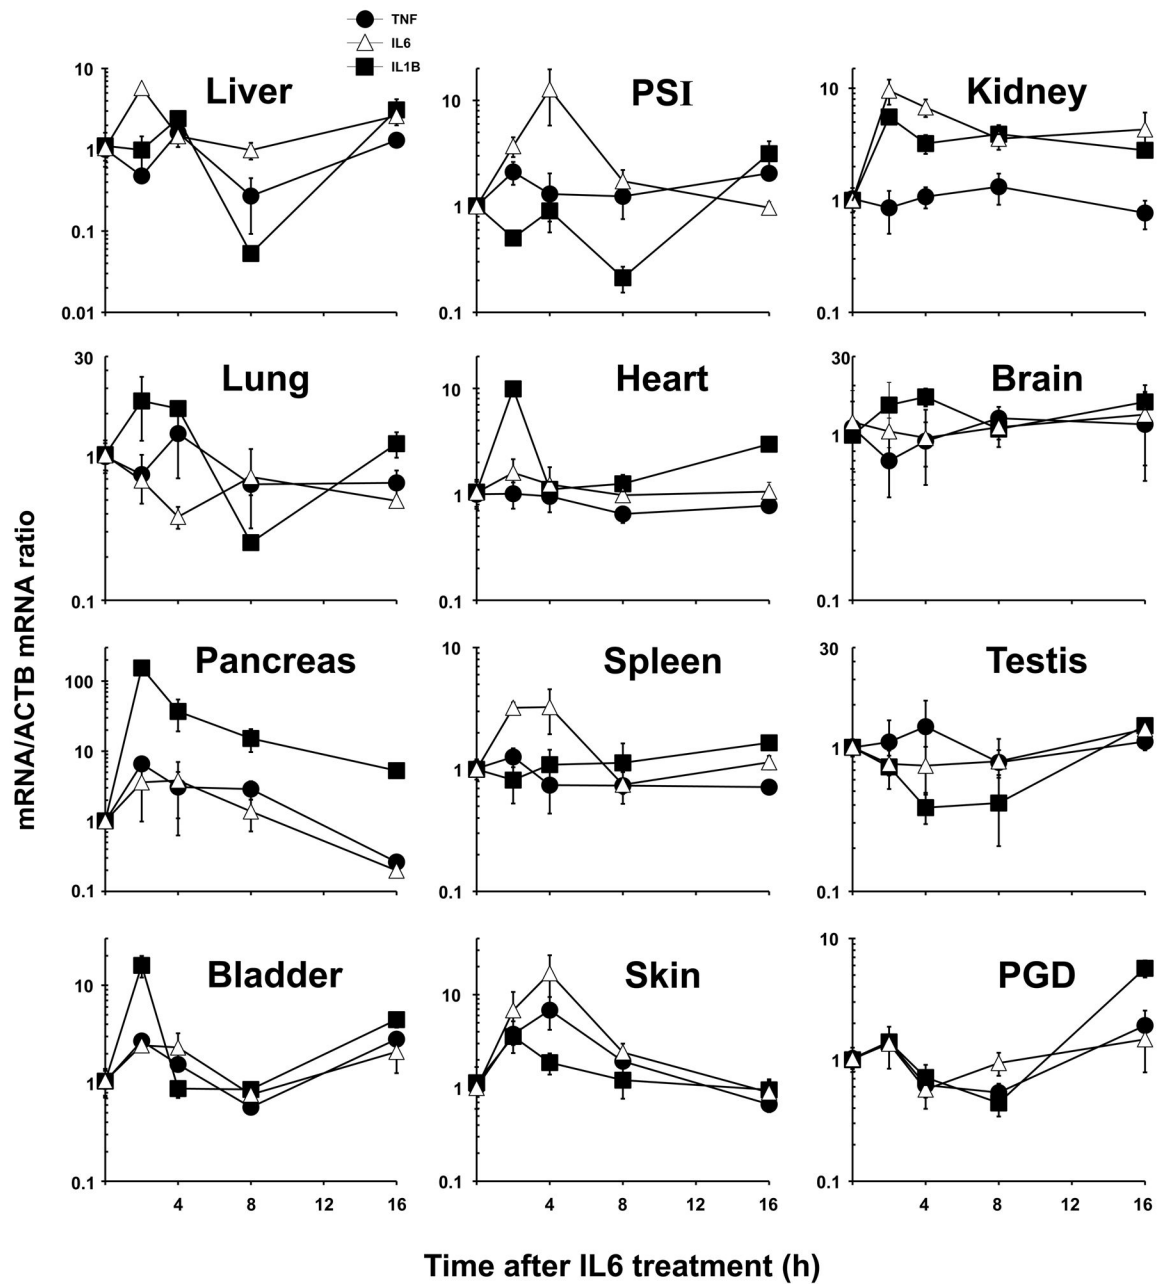 TNF
IL6
IL1B
Liver
10
1
0.1
0.01
PSI
10
1
0.1
Kidney
10
1
0.1
Lung
30
1
0.1
Heart
10
1
0.1
Brain
30
1
0.1
Pancreas
100
10
1
0.1
Spleen
10
1
0.1
Testis
30
1
0.1
Bladder
10
1
0.1
4 8 12 16
Skin
10
1
0.1
4 8 12 16
PGD
10
1
0.1
4 8 12 16
mRNA/ACTB mRNA ratio
Time after IL6 treatment (h)